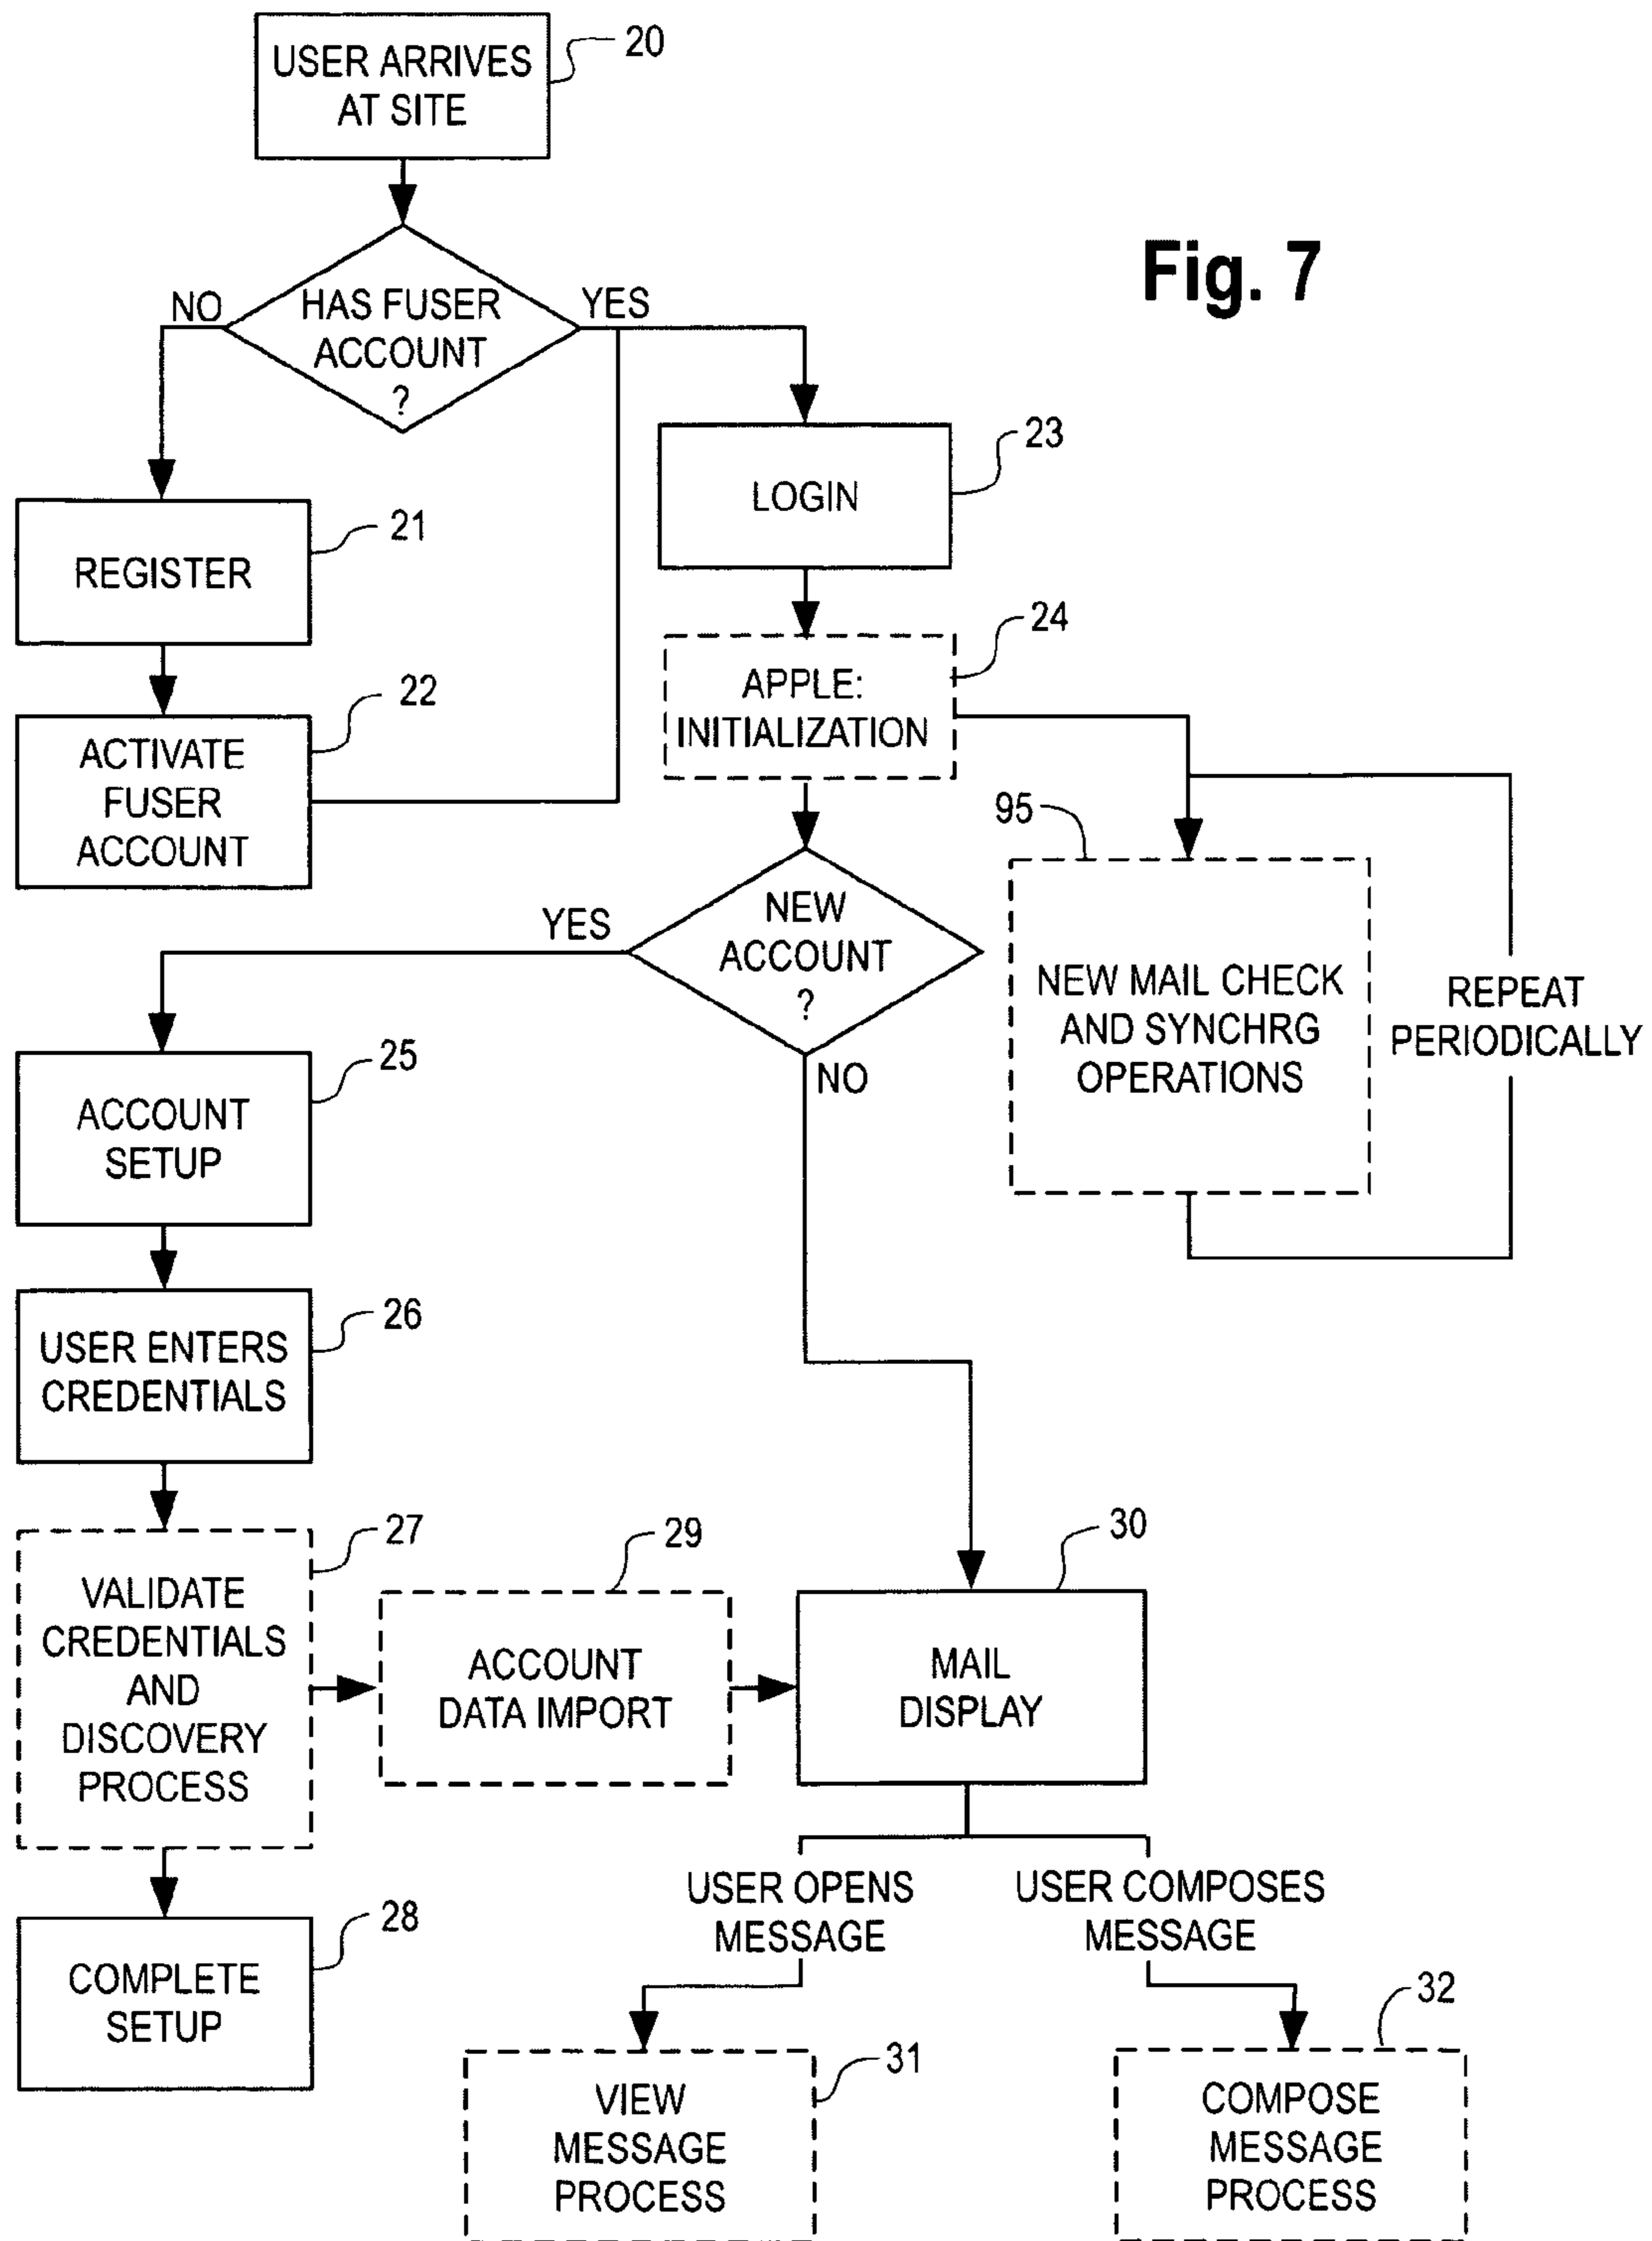 USER ARRIVES
AT SITE
20
Fig. 7
NO
HAS FUSER
ACCOUNT
?
YES
23
LOGIN
21
REGISTER
24
APPLE:
INITIALIZATION
22
ACTIVATE
FUSER
ACCOUNT
95
NEW
ACCOUNT
?
YES
NO
NEW MAIL CHECK
AND SYNCHRG
OPERATIONS
REPEAT
PERIODICALLY
25
ACCOUNT
SETUP
26
USER ENTERS
CREDENTIALS
27
VALIDATE
CREDENTIALS
AND
DISCOVERY
PROCESS
29
ACCOUNT
DATA IMPORT
30
MAIL
DISPLAY
USER OPENS
MESSAGE
USER COMPOSES
MESSAGE
28
COMPLETE
SETUP
31
VIEW
MESSAGE
PROCESS
32
COMPOSE
MESSAGE
PROCESS